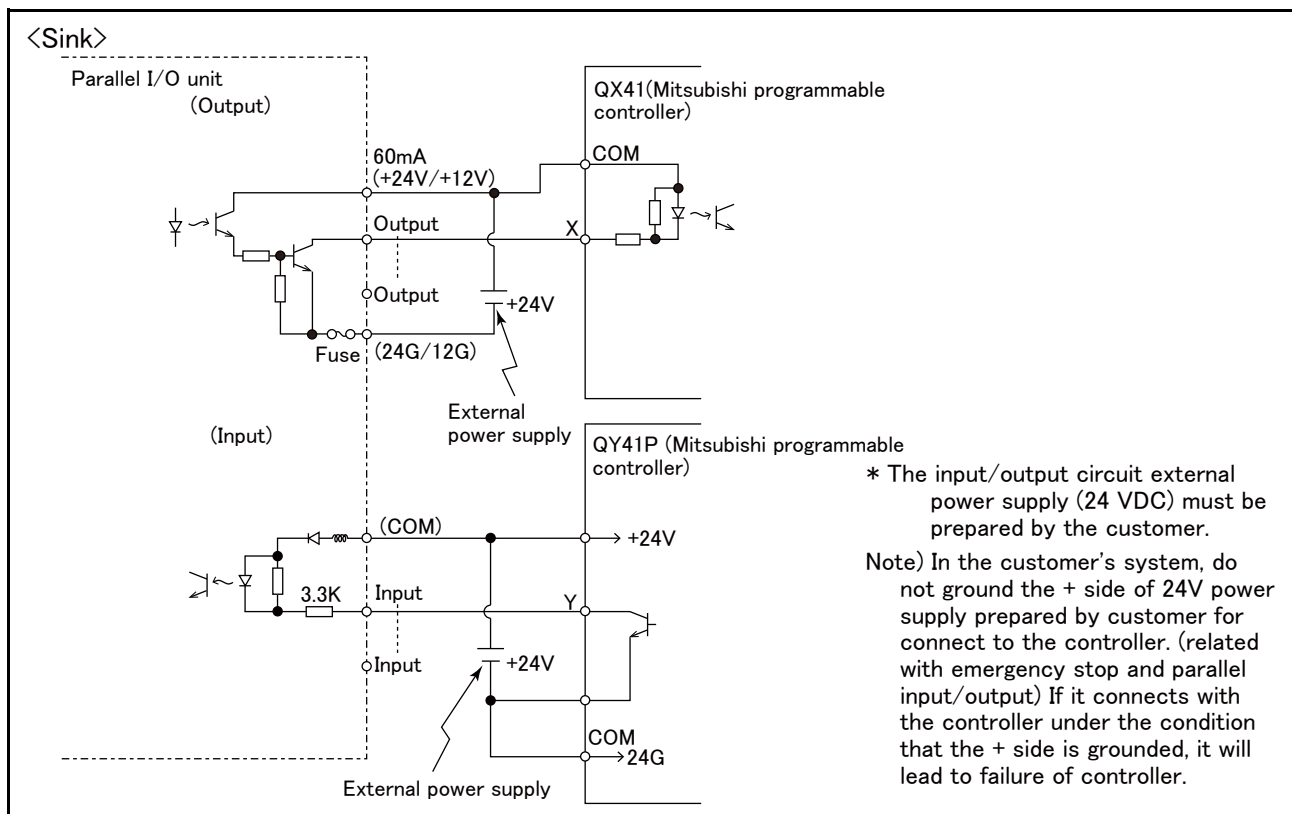 <Sink>
Parallel I/O unit
(Output)
QX41(Mitsubishi programmable
controller)
60mA
(+24V/+12V)
COM
Output
X
Output
+24V
Fuse
(24G/12G)
External
power supply
(Input)
QY41P (Mitsubishi programmable
controller)
(COM)
+24V
3.3K
Input
Y
Input
+24V
COM
24G
External power supply
* The input/output circuit external
power supply (24 VDC) must be
prepared by the customer.
Note) In the customer's system, do
not ground the + side of 24V power
supply prepared by customer for
connect to the controller. (related
with emergency stop and parallel
input/output) If it connects with
the controller under the condition
that the + side is grounded, it will
lead to failure of controller.